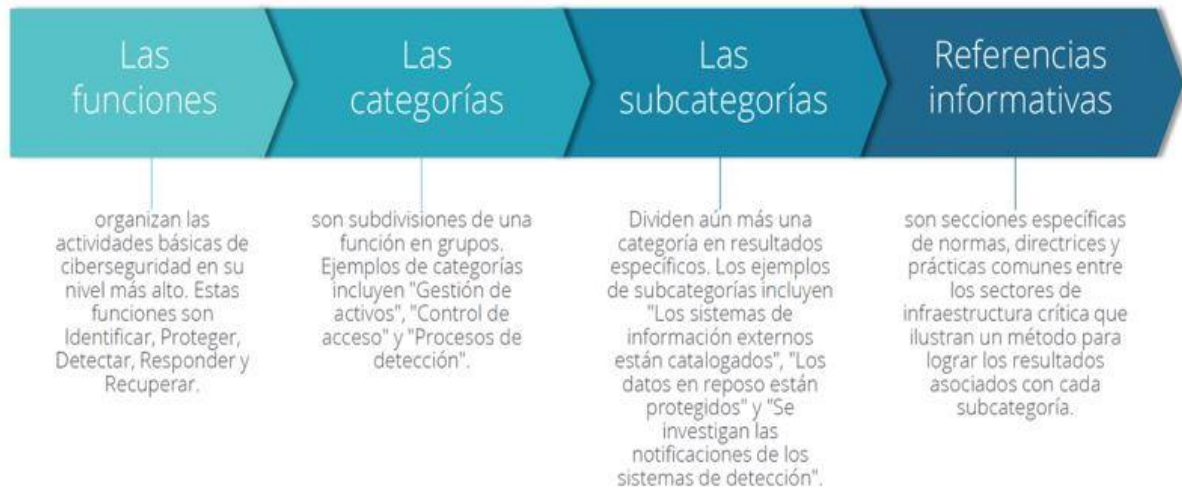 Las
funciones
Las
categorías
Las
subcategorías
Referencias
informativas
organizan las
actividades básicas de
ciberseguridad en su
nivel más alto. Estas
funciones son
Identificar, Proteger,
Detectar, Responder y
Recuperar.
son subdivisiones de una
función en grupos.
Ejemplos de categorías
incluyen "Gestión de
activos", "Control de
acceso" y "Procesos de
detección".
Dividen aún más una
categoría en resultados
específicos. Los ejemplos
de subcategorías incluyen
"Los sistemas de
información externos
están catalogados", "Los
datos en reposo están
protegidos" y "Se
investigan las
notificaciones de los
sistemas de detección".
son secciones específicas
de normas, directrices y
prácticas comunes entre
los sectores de
infraestructura crítica que
ilustran un método para
lograr los resultados
asociados con cada
subcategoría.